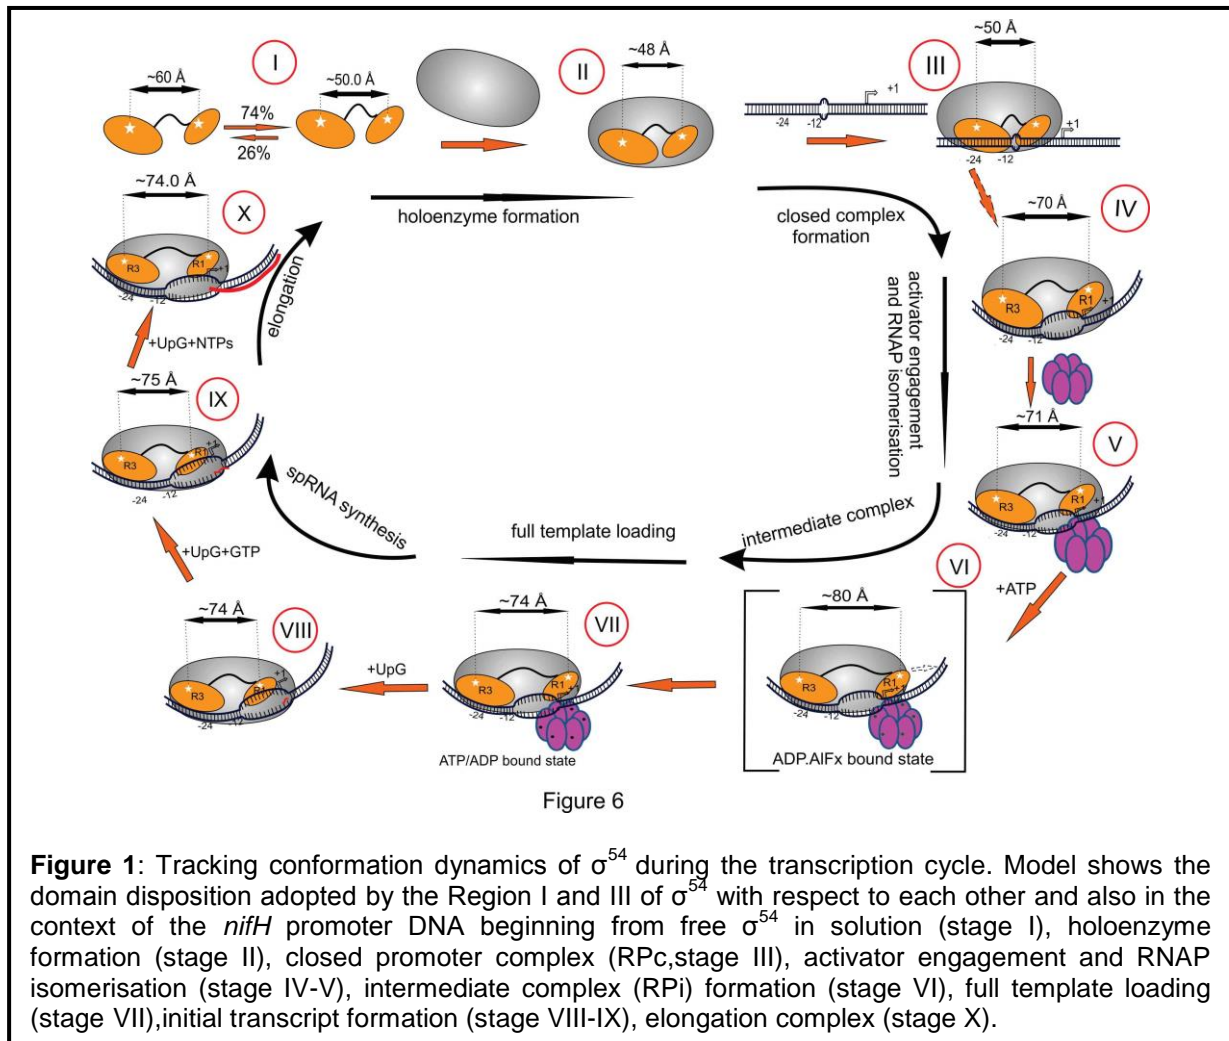 ~60 Å
I
~50.0 Å
74%
26%
~48 Å
II
+1
-24
-12
~50 Å
III
+1
-24
-12
holoenzyme formation
closed complex
formation
~70 Å
IV
R3
R1
+1
-24
-12
activator engagement
and RNAP isomerisation
~71 Å
V
R3
R1
+1
-24
-12
+ATP
intermediate complex
VI
~80 Å
R3
R1
+1
-24
-12
ADP.AlFx bound state
full template loading
~74 Å
VII
R3
R1
+1
-24
-12
ATP/ADP bound state
+UpG
~74 Å
VIII
R3
R1
+1
-24
-12
spRNA synthesis
+UpG+GTP
~75 Å
IX
R3
R1
+1
-24
-12
+UpG+NTPs
elongation
~74.0 Å
X
R3
R1
+1
-24
-12
Figure 6
Figure 1: Tracking conformation dynamics of σ54 during the transcription cycle. Model shows the
domain disposition adopted by the Region I and III of σ54 with respect to each other and also in the
context of the nifH promoter DNA beginning from free σ54 in solution (stage I), holoenzyme
formation (stage II), closed promoter complex (RPc,stage III), activator engagement and RNAP
isomerisation (stage IV-V), intermediate complex (RPi) formation (stage VI), full template loading
(stage VII),initial transcript formation (stage VIII-IX), elongation complex (stage X).